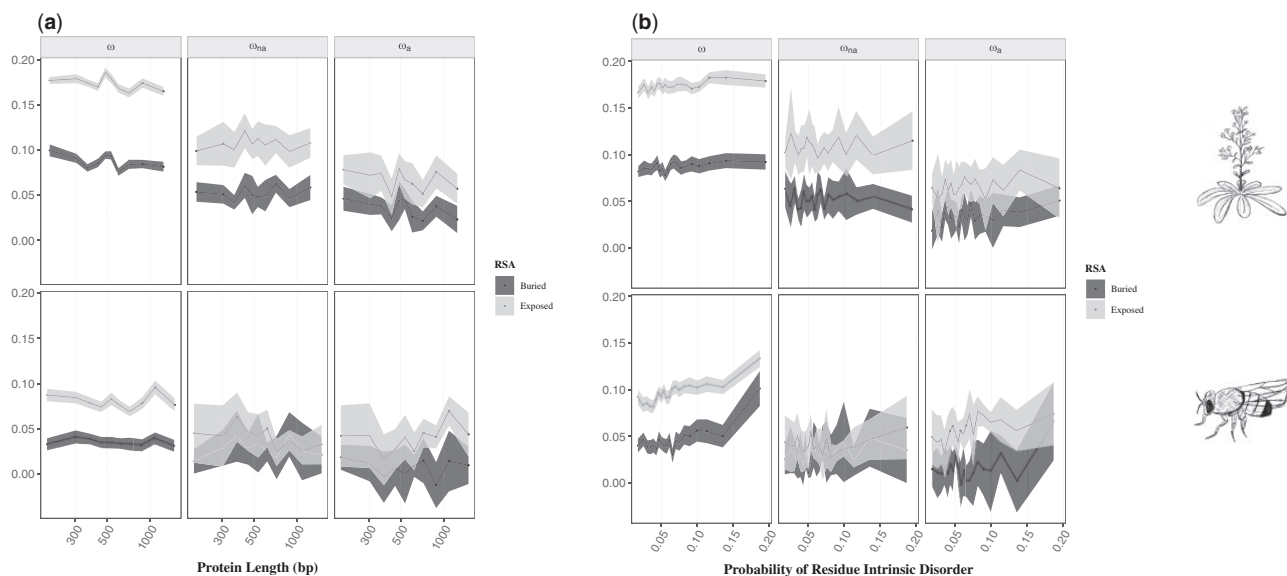 (a)
ω ωna ωa
0.20
0.15
0.10
0.05
0.00
0.20
0.15
0.10
0.05
0.00
300 500 1000 300 500 1000 300 500 1000
Protein Length (bp)
RSA
Buried
Exposed
(b)
ω ωna ωa
0.20
0.15
0.10
0.05
0.00
0.20
0.15
0.10
0.05
0.00
0.05 0.10 0.15 0.20 0.05 0.10 0.15 0.20 0.05 0.10 0.15 0.20
Probability of Residue Intrinsic Disorder
RSA
Buried
Exposed